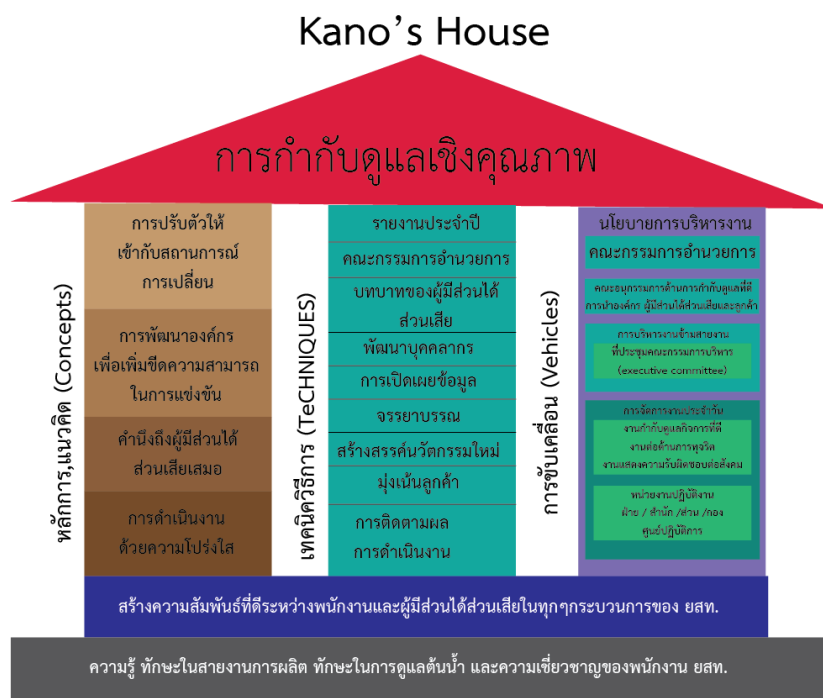 Kano's House
การกำกับดูแลเชิงคุณภาพ
หลักการ,แนวคิด (Concepts)
การปรับตัวให้
เข้ากับสถานการณ์
การเปลี่ยน
การพัฒนาองค์กร
เพื่อเพิ่มขีดความสามารถ
ในการแข่งขัน
คำนึงถึงผู้มีส่วนได้
ส่วนเสียเสมอ
การดำเนินงาน
ด้วยความโปร่งใส
เทคนิควิธีการ (TeCHNIQUES)
รายงานประจำปี
คณะกรรมการอำนวยการ
บทบาทของผู้มีส่วนได้
ส่วนเสีย
พัฒนาบุคคลากร
การเปิดเผยข้อมูล
จรรยาบรรณ
สร้างสรรค์นวัตกรรมใหม่
มุ่งเน้นลูกค้า
การติดตามผล
การดำเนินงาน
การขับเคลื่อน (Vehicles)
นโยบายการบริหารงาน
คณะกรรมการอำนวยการ
คณะอนุกรรมการด้านการกำกับดูแลที่ดี
การนำองค์กร ผู้มีส่วนได้ส่วนเสียและลูกค้า
การบริหารงานข้ามสายงาน
ที่ประชุมคณะกรรมการบริหาร
(executive committee)
การจัดการงานประจำวัน
งานกำกับดูแลกิจการที่ดี
งานต่อต้านการทุจริต
งานแสดงความรับผิดชอบต่อสังคม
หน่วยงานปฏิบัติงาน
ฝ่าย / สำนัก /ส่วน /กอง
ศูนย์ปฏิบัติการ
สร้างความสัมพันธ์ที่ดีระหว่างพนักงานและผู้มีส่วนได้ส่วนเสียในทุกๆกระบวนการของ ยสท.
ความรู้ ทักษะในสายงานการผลิต ทักษะในการดูแลต้นน้ำ และความเชี่ยวชาญของพนักงาน ยสท.